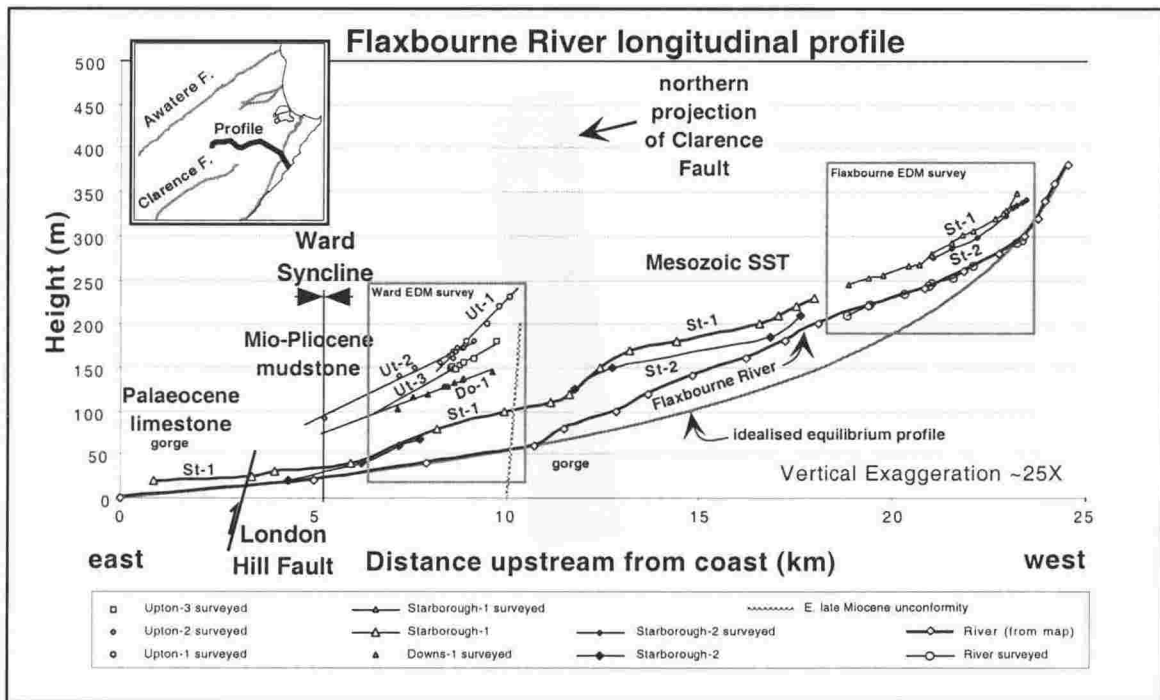 Flaxbourne River longitudinal profile
Awatere F.
Profile
Clarence F.
northern
projection
of Clarence
Fault
Height (m)
500
450
400
350
300
250
200
150
100
50
0
Ward
Syncline
Mio-Pliocene
mudstone
Palaeocene
limestone
gorge
Ward EDM survey
Ut-1
Ut-2
Ut-3
Do-1
St-1
St-1
Mesozoic SST
St-1
St-2
Flaxbourne River
Flaxbourne EDM survey
St-1
St-2
idealised equilibrium profile
gorge
Vertical Exaggeration ~25X
0
5
10
15
20
25
London
Hill Fault
east
Distance upstream from coast (km)
west
Upton-3 surveyed
Starborough-1 surveyed
E. late Miocene unconformity
Upton-2 surveyed
Starborough-1
Starborough-2 surveyed
River (from map)
Upton-1 surveyed
Downs-1 surveyed
Starborough-2
River surveyed